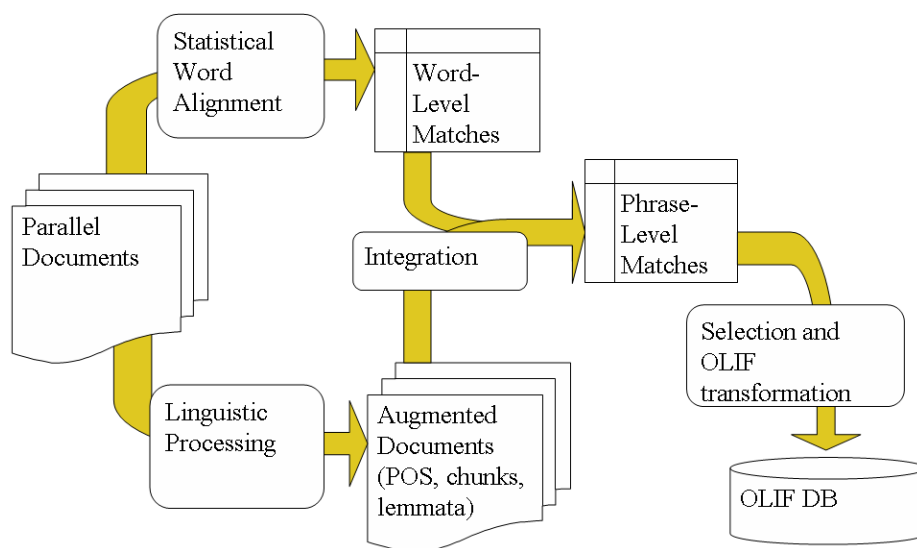 Statistical
Word
Alignment
Word-
Level
Matches
Parallel
Documents
Integration
Phrase-
Level
Matches
Linguistic
Processing
Augmented
Documents
(POS, chunks,
lemmata)
Selection and
OLIF
transformation
OLIF DB